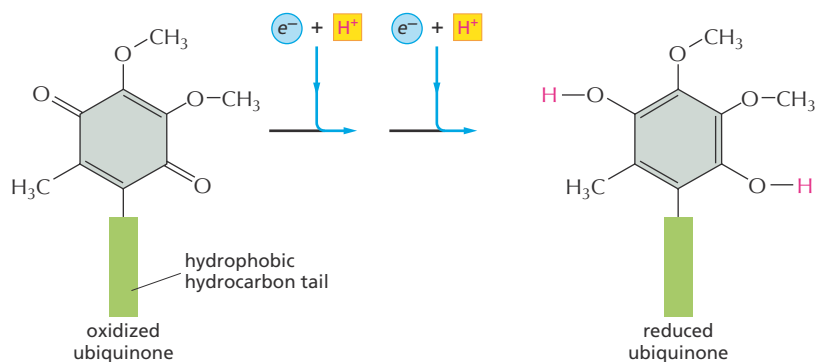 e– + H+
e– + H+
O
CH3
O
O—CH3
H3C
O
hydrophobic
hydrocarbon tail
oxidized
ubiquinone
O
CH3
H—O
O—CH3
H3C
O—H
reduced
ubiquinone